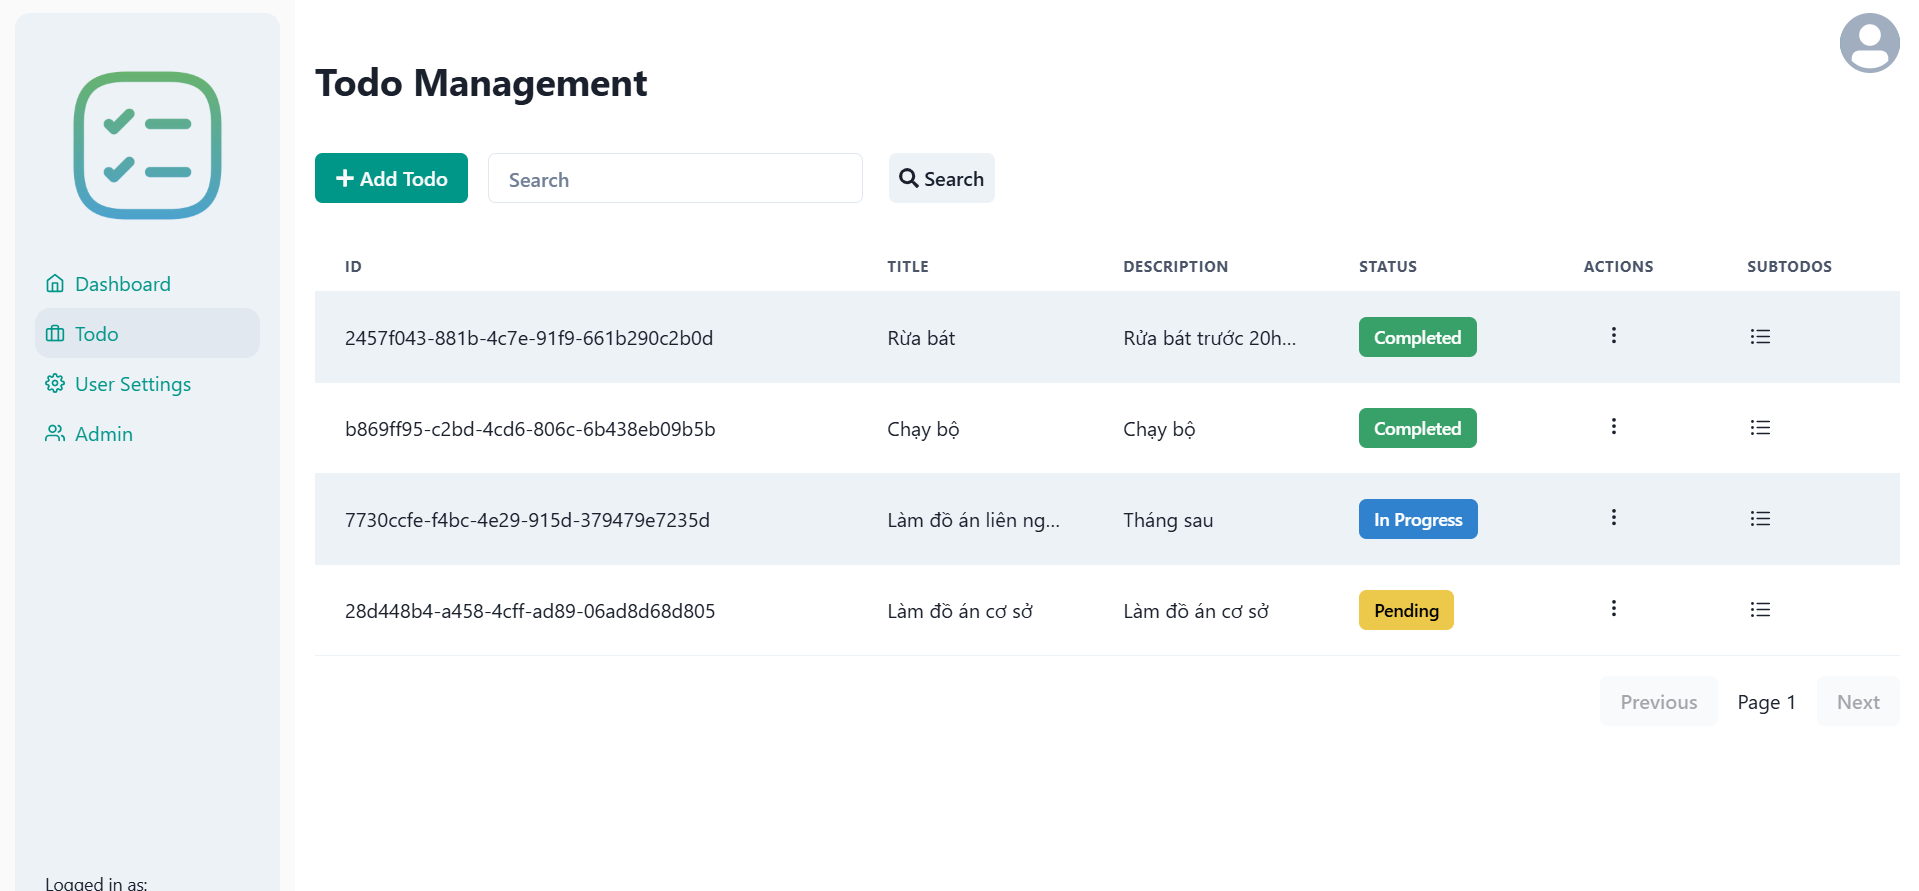 Todo Management
Add Todo
Search
Search
Dashboard
Todo
User Settings
Admin
ID TITLE DESCRIPTION STATUS ACTIONS SUBTODOS
2457f043-881b-4c7e-91f9-661b290c2b0d Rừa bát Rửa bát trước 20h... Completed
b869ff95-c2bd-4cd6-806c-6b438eb09b5b Chạy bộ Chạy bộ Completed
7730ccfe-f4bc-4e29-915d-379479e7235d Làm đồ án liên ng... Tháng sau In Progress
28d448b4-a458-4cff-ad89-06ad8d68d805 Làm đồ án cơ sở Làm đồ án cơ sở Pending
Previous Page 1 Next
Logged in as: